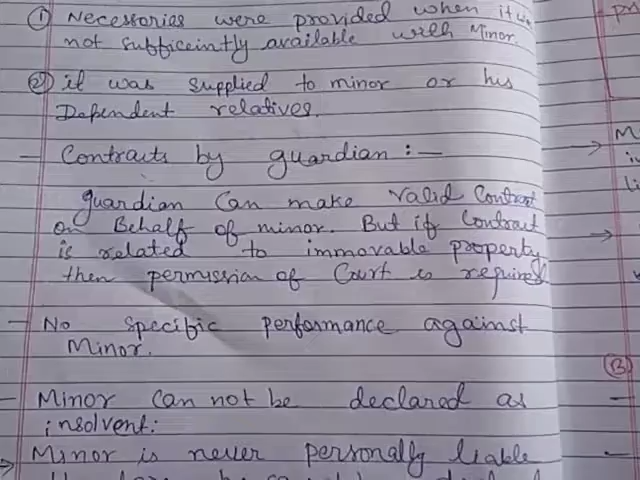 ① Necessories were provided when it
not sufficeintly available with Minor.
② it was supplied to minor or his
Dependent relatives.
— Contracts by guardian :—
guardian can make valid Contract
on Behalf of minor. But if Contract
is related to immovable property
then permission of Court is required
— No specific performance against
Minor.
— Minor can not be declared as
insolvent:
→ Minor is never personally liable
B